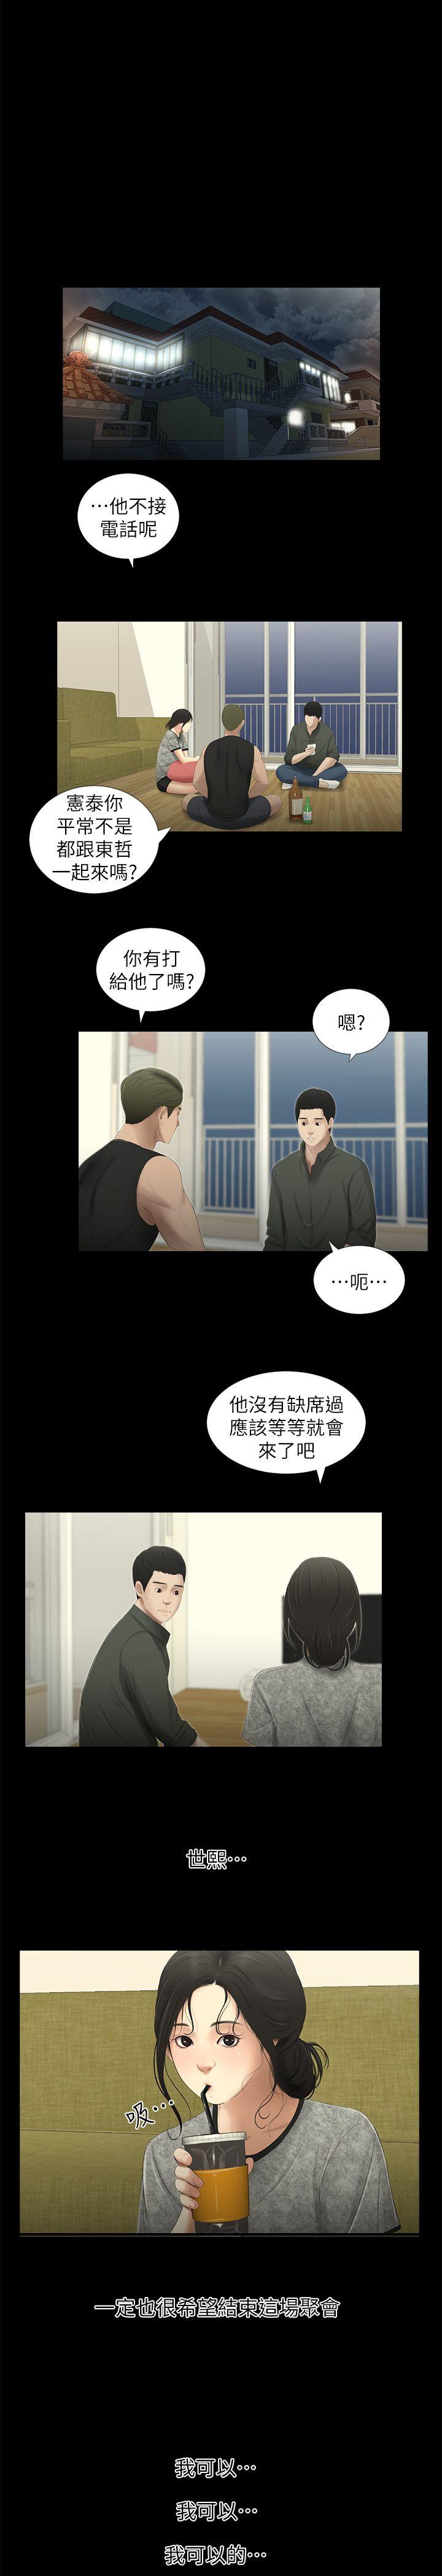 …他不接
電話呢
憲泰你
平常不是
都跟東哲
一起來嗎?
你有打
給他了嗎?
嗯?
…呃…
他沒有缺席過
應該等等就會
來了吧
世熙…
吸…
一定也很希望結束這場聚會
我可以…
我可以…
我可以的…